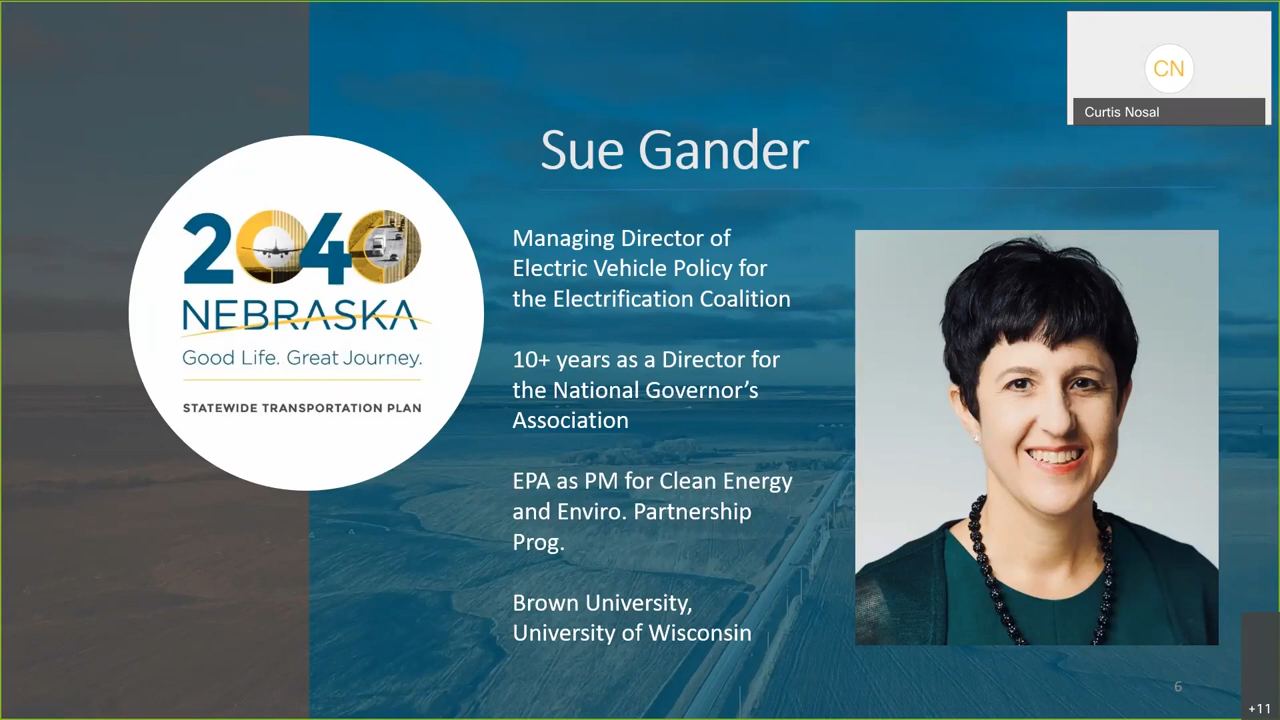 CN
Curtis Nosal
Sue Gander
2040
NEBRASKA
Good Life. Great Journey.
STATEWIDE TRANSPORTATION PLAN
Managing Director of
Electric Vehicle Policy for
the Electrification Coalition
10+ years as a Director for
the National Governor’s
Association
EPA as PM for Clean Energy
and Enviro. Partnership
Prog.
Brown University,
University of Wisconsin
6
+11